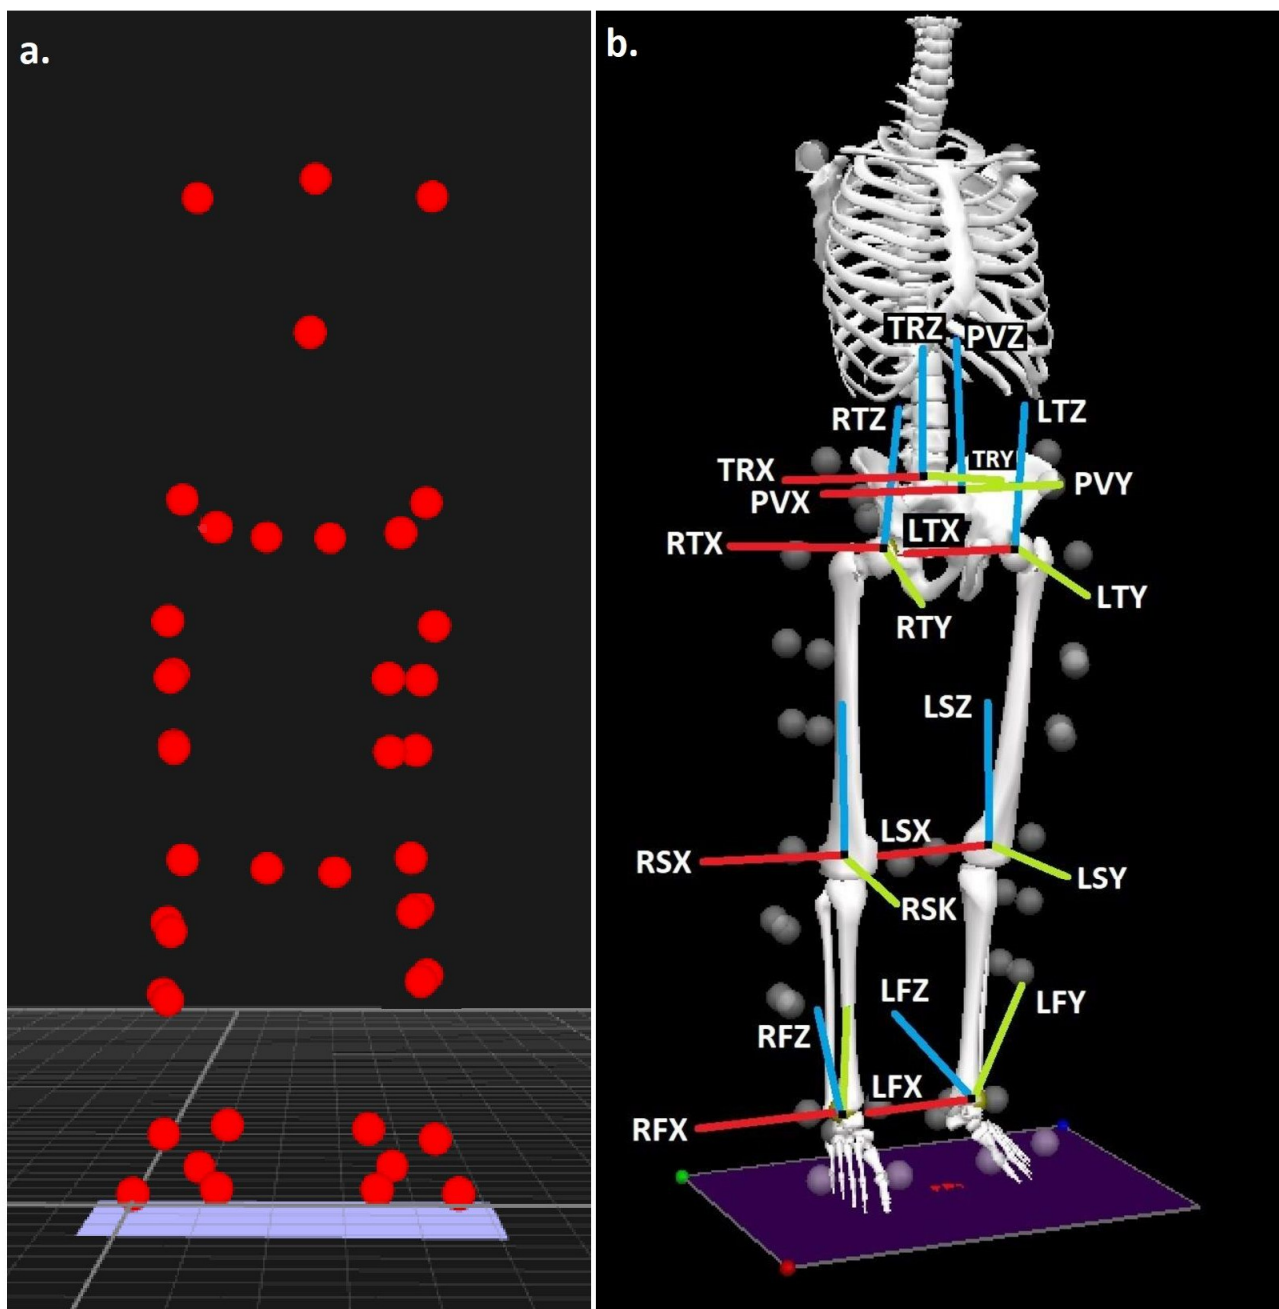 a.
b.
TRZ
PVZ
RTZ
LTZ
TRY
TRX
PVY
PVX
LTX
RTX
LTY
RTY
LSZ
LSX
RSX
LSY
RSK
LFZ
LFY
RFZ
LFX
RFX